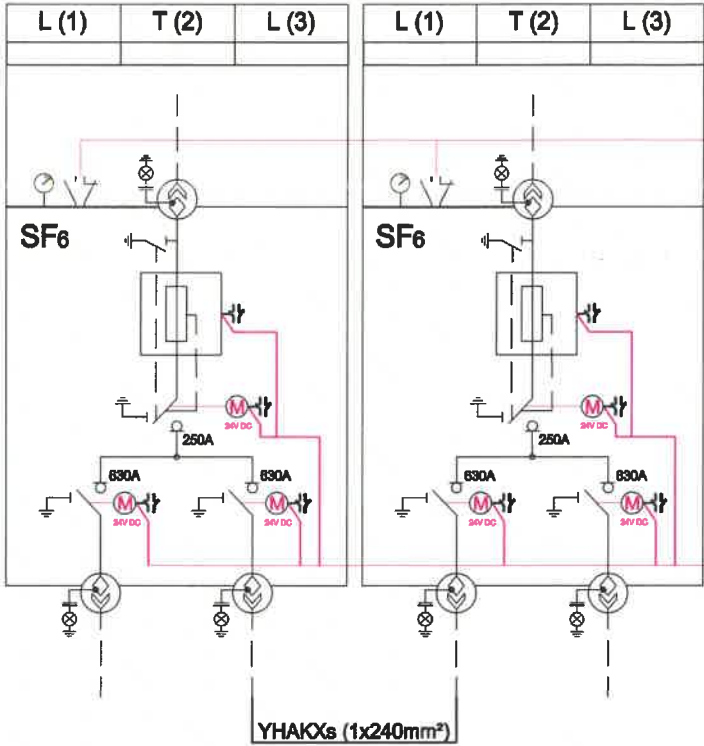 L (1) T (2) L (3) L (1) T (2) L (3)
SF6 SF6
M M
24V DC 24V DC
250A 250A
630A 630A 630A 630A
M M M M
24V DC 24V DC 24V DC 24V DC
YHAKXs (1x240mm²)